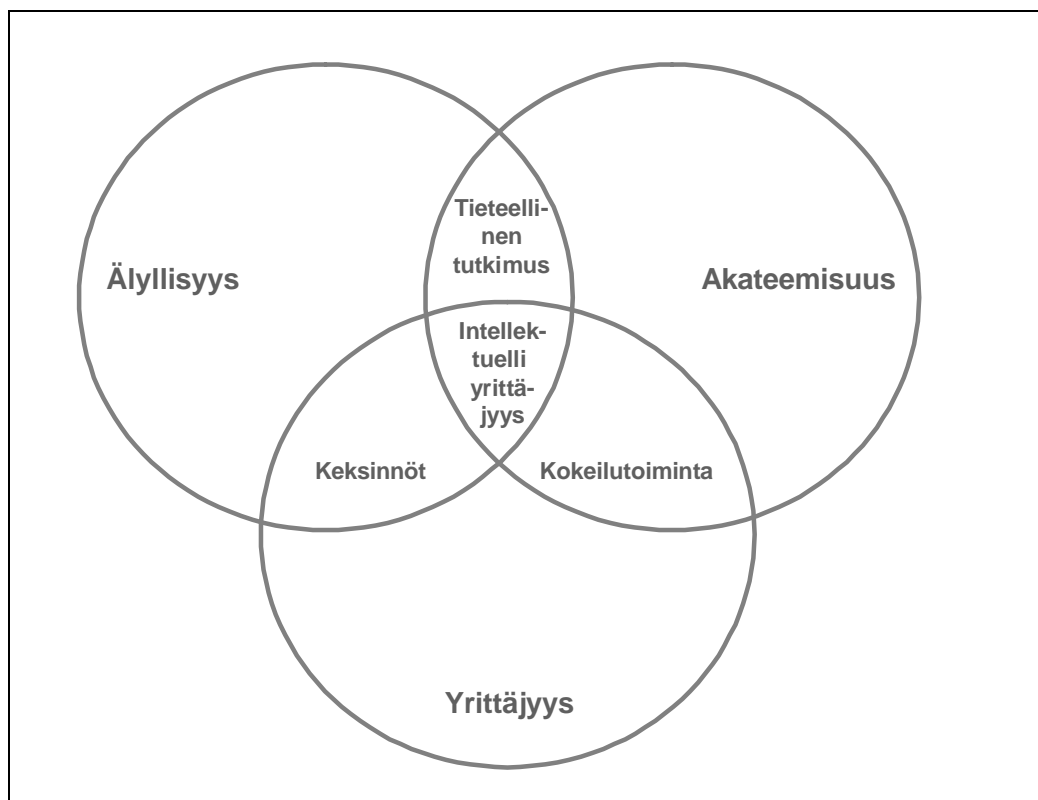 Tieteelli-
nen
tutkimus
Älyllisyys
Akateemisuus
Intellek-
tuelli
yrittä-
jyys
Keksinnöt
Kokeilutoiminta
Yrittäjyys